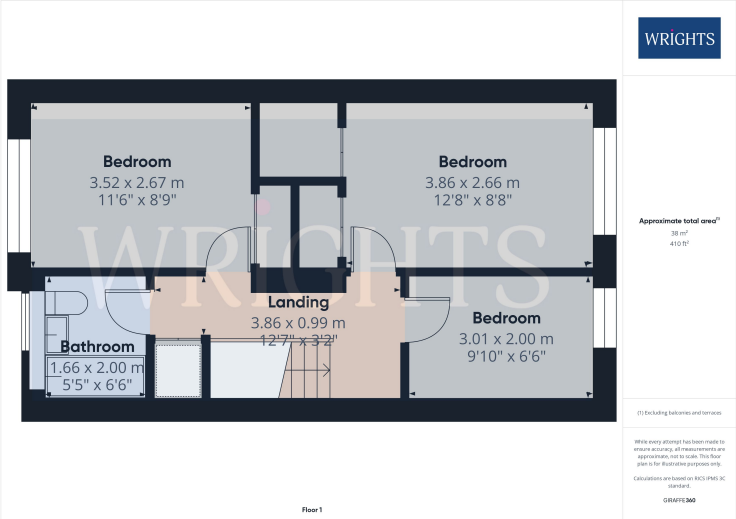 WRIGHTS
Bedroom
3.52 x 2.67 m
11'6" x 8'9"
Bedroom
3.86 x 2.66 m
12'8" x 8'8"
WRIGHTS
Landing
3.86 x 0.99 m
12'7" x 3'2"
Bedroom
3.01 x 2.00 m
9'10" x 6'6"
Bathroom
1.66 x 2.00 m
5'5" x 6'6"
Approximate total area⁽¹⁾
38 m²
410 ft²
(1) Excluding balconies and terraces
While every attempt has been made to
ensure accuracy, all measurements are
approximate, not to scale. This floor
plan is for illustrative purposes only.
Calculations are based on RICS IPMS 3C
standard.
GIRAFFE360
Floor 1